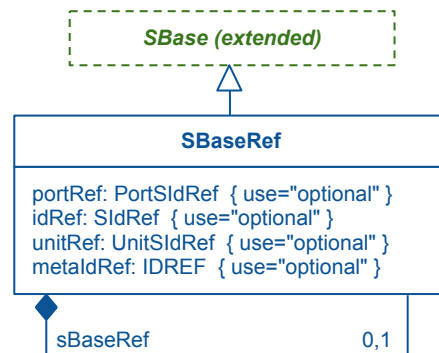 SBase (extended)
SBaseRef
portRef: PortSIdRef { use="optional" }
idRef: SIdRef { use="optional" }
unitRef: UnitSIdRef { use="optional" }
metaIdRef: IDREF { use="optional" }
sBaseRef 0,1